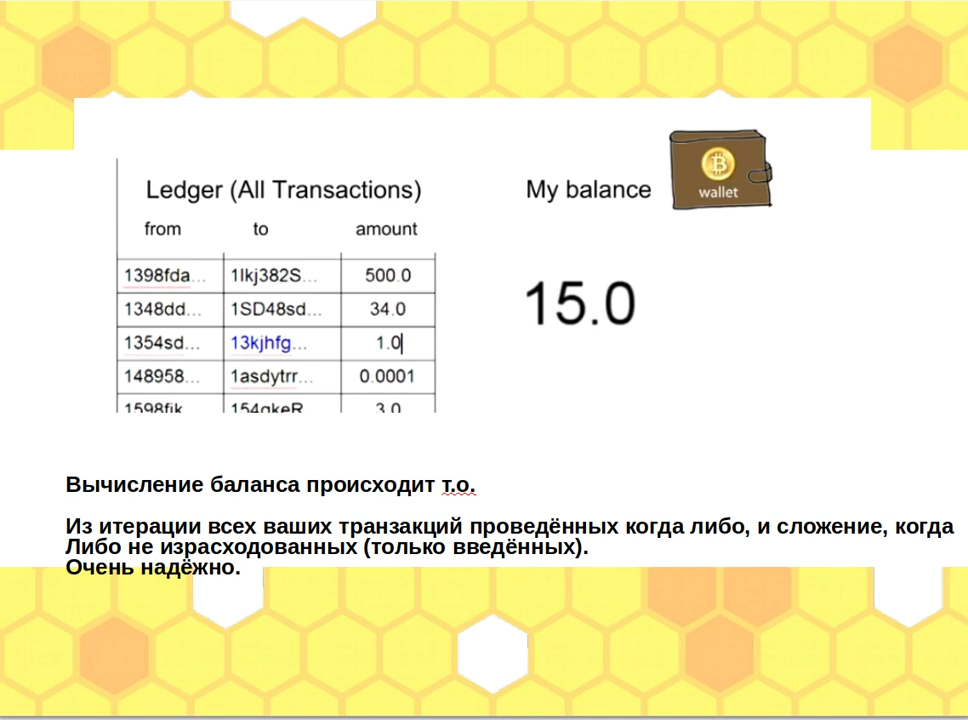 Ledger (All Transactions)
from to amount
1398fda... 1lkj382S... 500.0
1348dd... 1SD48sd... 34.0
1354sd... 13kjhfg... 1.0
148958... 1asdytrr... 0.0001
3.0
My balance
wallet
15.0
Вычисление баланса происходит т.о.
Из итерации всех ваших транзакций проведённых когда либо, и сложение, когда
Либо не израсходованных (только введённых).
Очень надёжно.